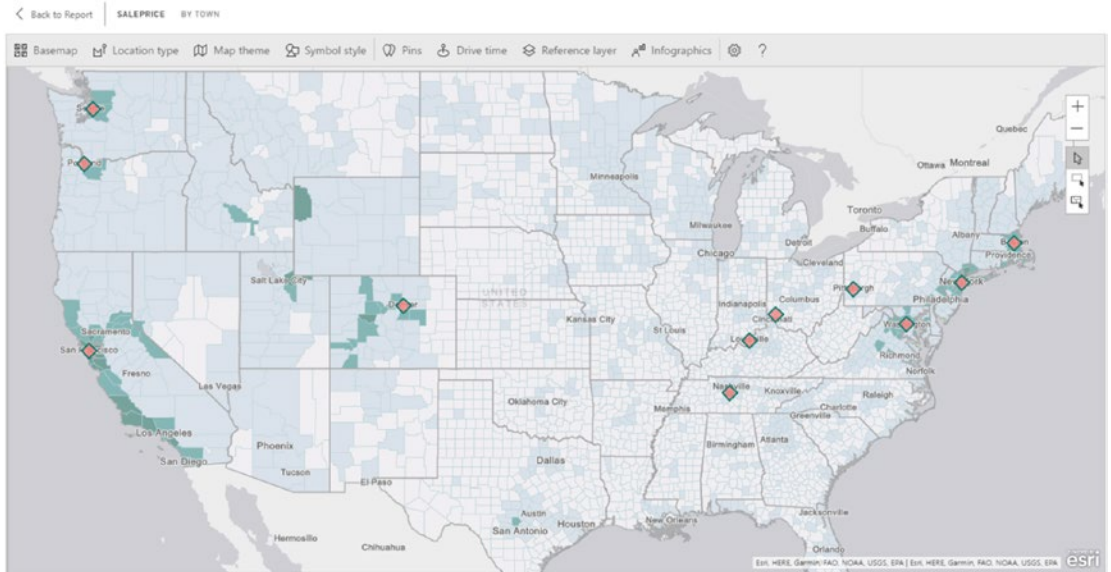 Back to Report SALEPRICE BY TOWN
Basemap Location type Map theme Symbol style Pins Drive time Reference layer Infographics ?
Quebec
Ottawa Montreal
Minneapolis
Toronto
Milwaukee Buffalo Albany
Detroit
Chicago Providence
Cleveland
Salt Lake City
UNITED
STATES
Indianapolis Columbus
Philadelphia
Kansas City
St Louis
Sacramento
Richmond
Fresno
Norfolk
Las Vegas
Knoxville Raleigh
Oklahoma City
Memphis Charlotte
Greenville
Los Angeles
Phoenix Birmingham Atlanta
San Diego
Dallas
Tucson
El Paso
Austin Jacksonville
San Antonio Houston New Orleans
Hermosillo
Chihuahua
Orlando
Esri, HERE, Garmin, FAO, NOAA, USGS, EPA | Esri, HERE, Garmin, FAO, NOAA, USGS, EPA esri